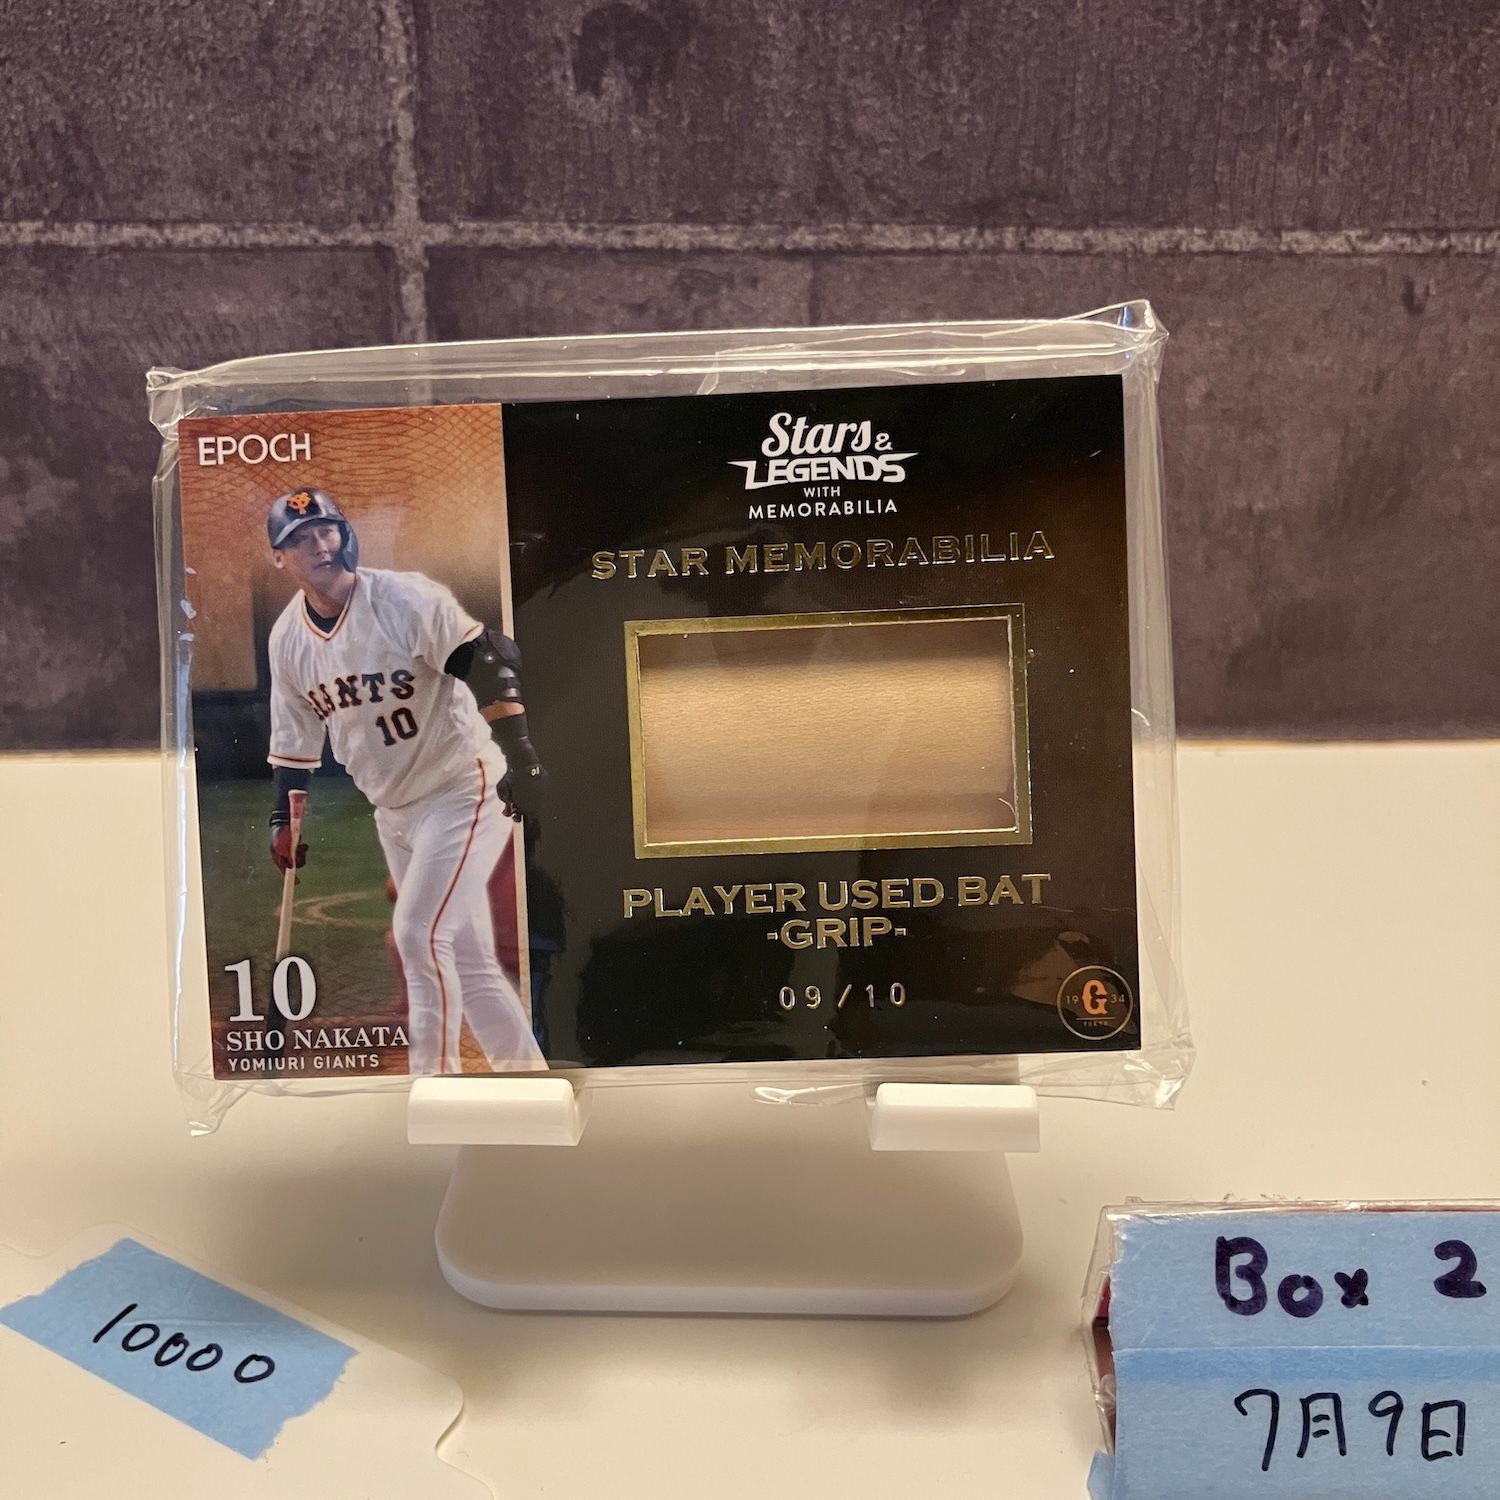 EPOCH
Stars &
LEGENDS
WITH
MEMORABILIA
STAR MEMORABILIA
GIANTS
10
PLAYER USED BAT
-GRIP-
09/10
10
SHO NAKATA
YOMIURI GIANTS
19 G 34
TOKYO
10000
Box 2
7月9日